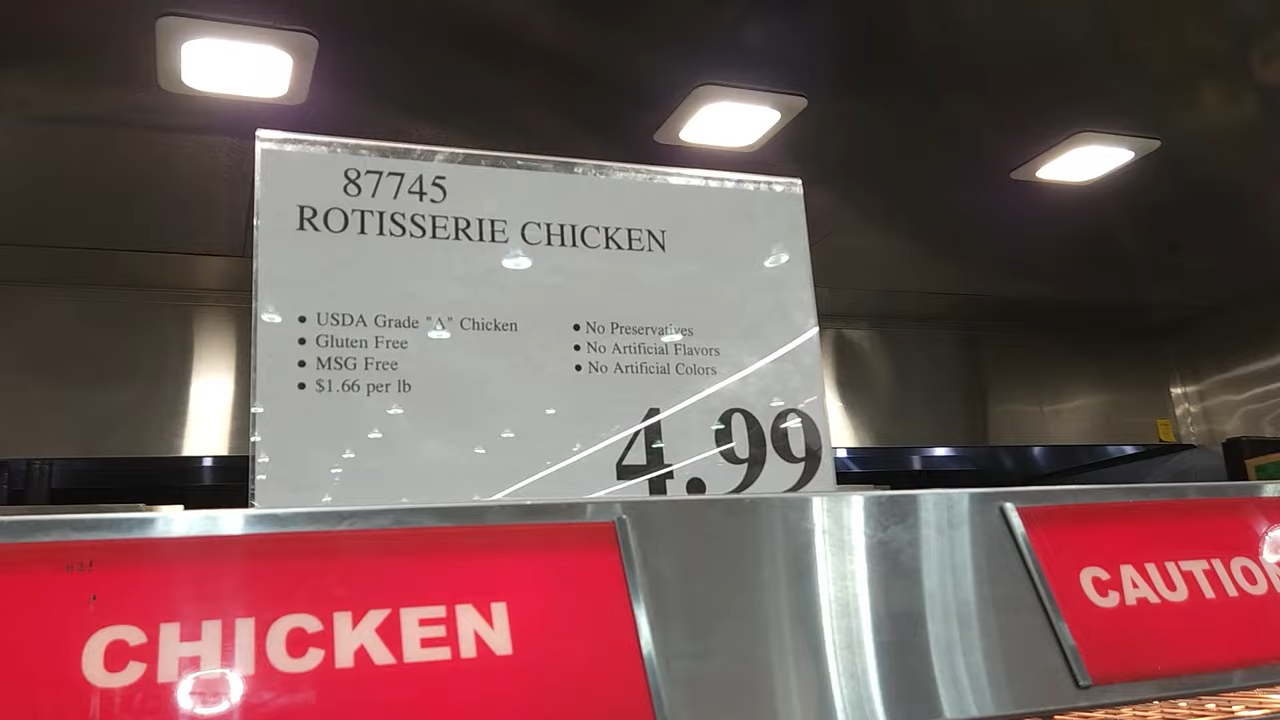 87745
ROTISSERIE CHICKEN
• USDA Grade "A" Chicken
• Gluten Free
• MSG Free
• $1.66 per lb
• No Preservatives
• No Artificial Flavors
• No Artificial Colors
4.99
CHICKEN
CAUTIO